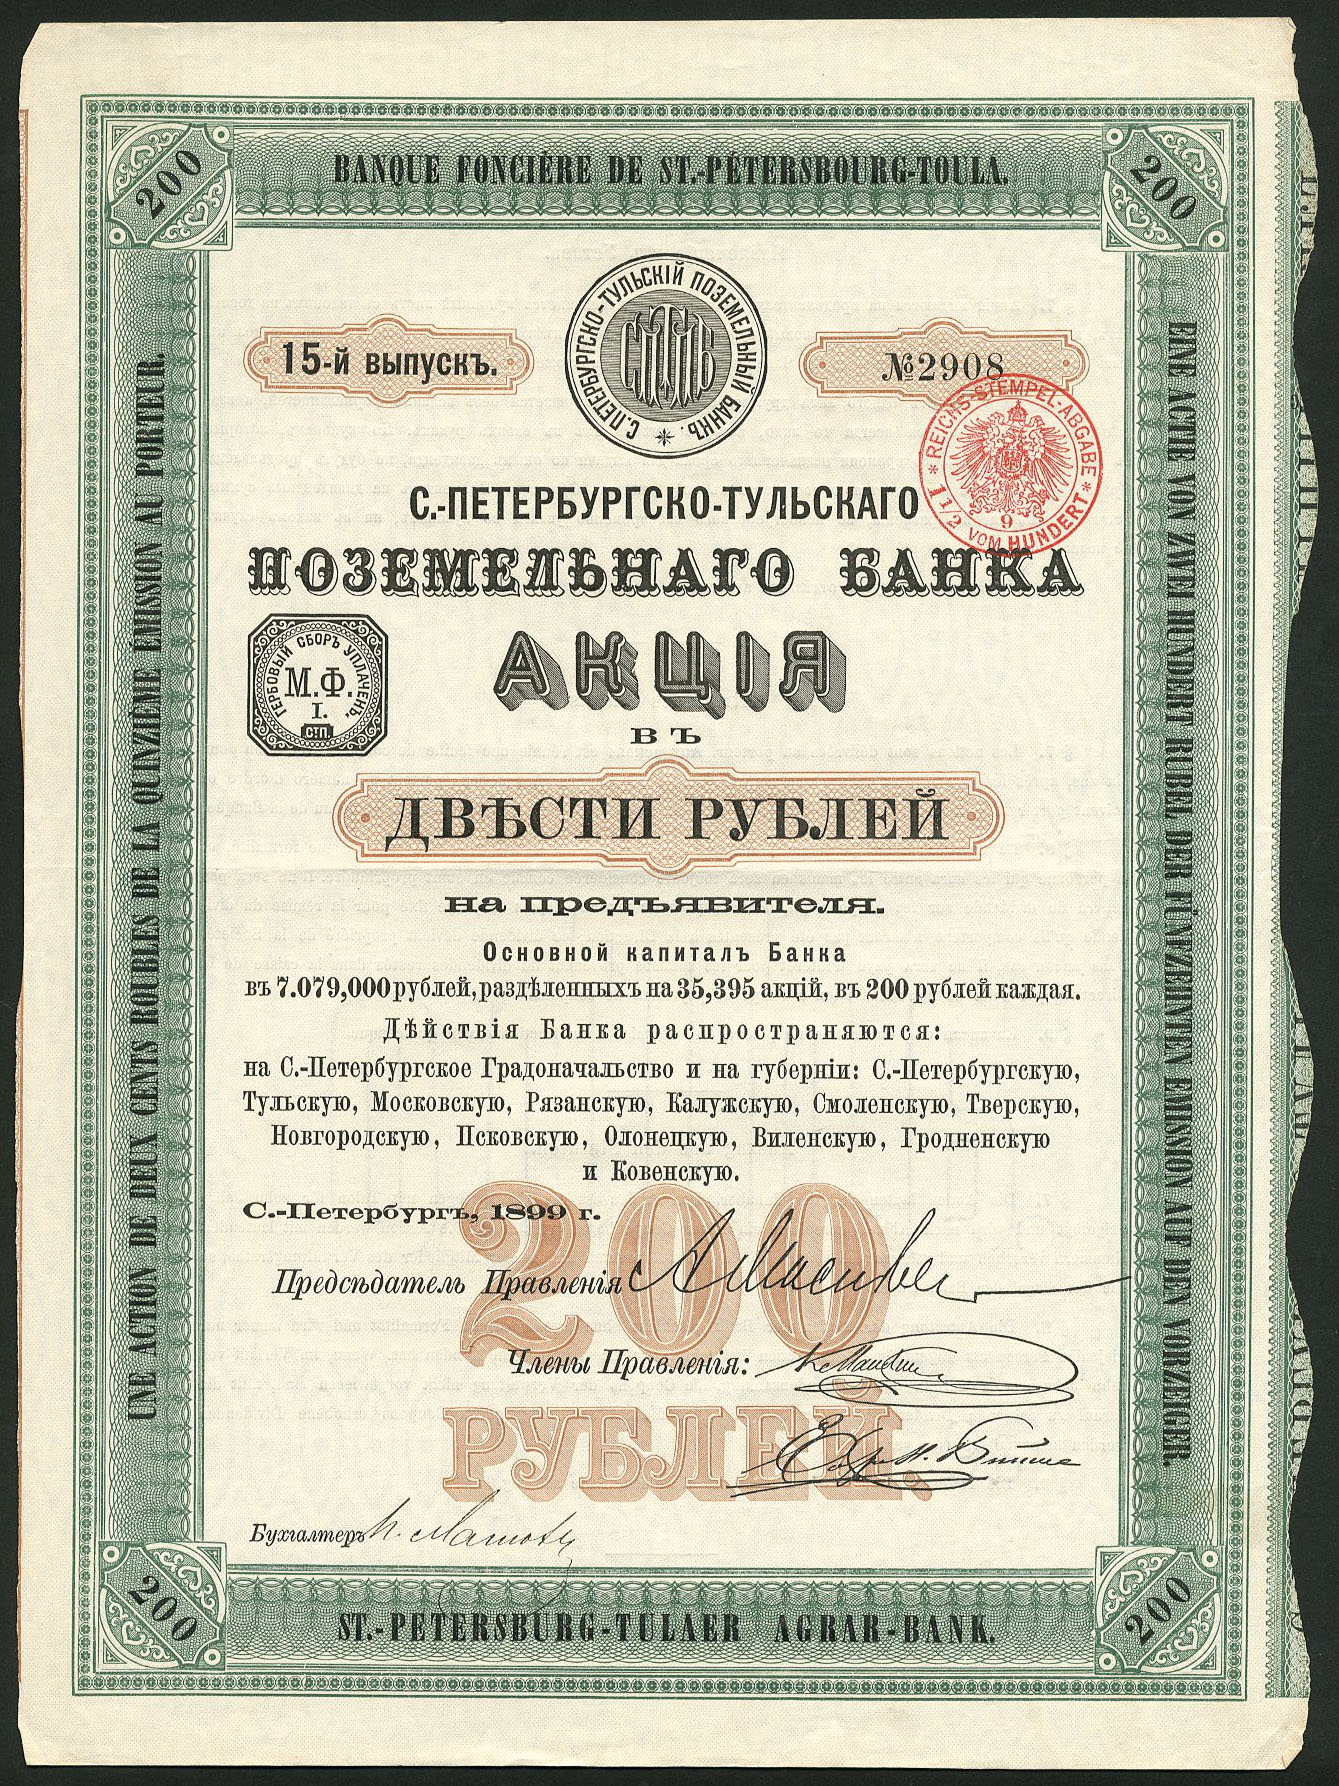 BANQUE FONCIÈRE DE ST.-PÉTERSBOURG-TOULA.
200
200
С.ПЕТЕРБУРГСКО-ТУЛЬСКІЙ ПОЗЕМЕЛЬНЫЙ БАНКЪ.
СПТПБ
15-й выпускъ.
№2908
REICHS-STEMPEL-ABGABE
1 1/2 VOM HUNDERT
9
С.-ПЕТЕРБУРГСКО-ТУЛЬСКАГО
ПОЗЕМЕЛЬНАГО БАНКА
ГЕРБОВЫЙ СБОРЪ УПЛАЧЕНЪ.
М.Ф.
I.
СТП.
АКЦІЯ
ВЪ
ДВѢСТИ РУБЛЕЙ
на предъявителя.
Основной капиталъ Банка
въ 7.079,000 рублей, раздѣленныхъ на 35,395 акцій, въ 200 рублей каждая.
Дѣйствія Банка распространяются:
на С.-Петербургское Градоначальство и на губерніи: С.-Петербургскую,
Тульскую, Московскую, Рязанскую, Калужскую, Смоленскую, Тверскую,
Новгородскую, Псковскую, Олонецкую, Виленскую, Гродненскую
и Ковенскую.
С.-Петербургъ, 1899 г.
200
РУБЛЕЙ.
Предсѣдатель Правленія
Члены Правленія:
Бухгалтеръ
UNE ACTION DE DEUX CENTS ROUBLES DE LA QUINZIÈME EMISSION AU PORTEUR.
EINE ACTIE VON ZWEI HUNDERT RUBEL DER FÜNFZEHNTEN EMISSION AUF DEN VORZEIGER.
200
200
ST.-PETERSBURG-TULAER AGRAR-BANK.